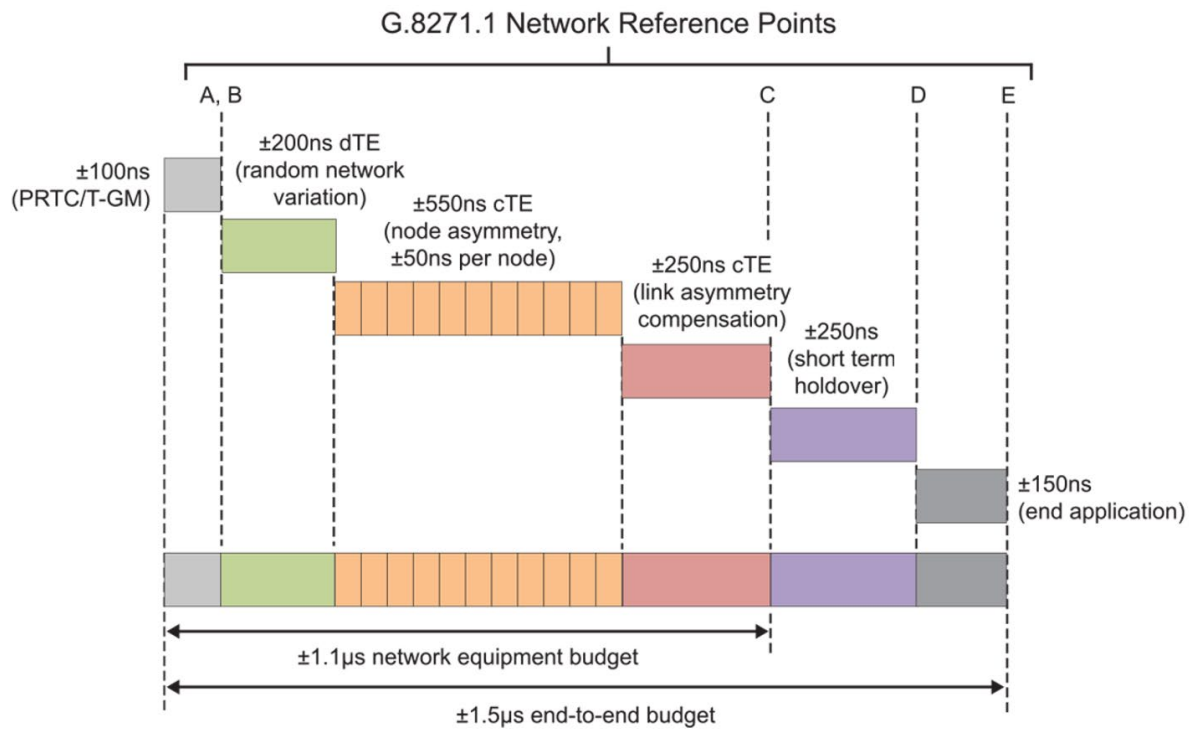 G.8271.1 Network Reference Points
A, B
C
D
E
±100ns
(PRTC/T-GM)
±200ns dTE
(random network
variation)
±550ns cTE
(node asymmetry,
±50ns per node)
±250ns cTE
(link asymmetry
compensation)
±250ns
(short term
holdover)
±150ns
(end application)
±1.1µs network equipment budget
±1.5µs end-to-end budget